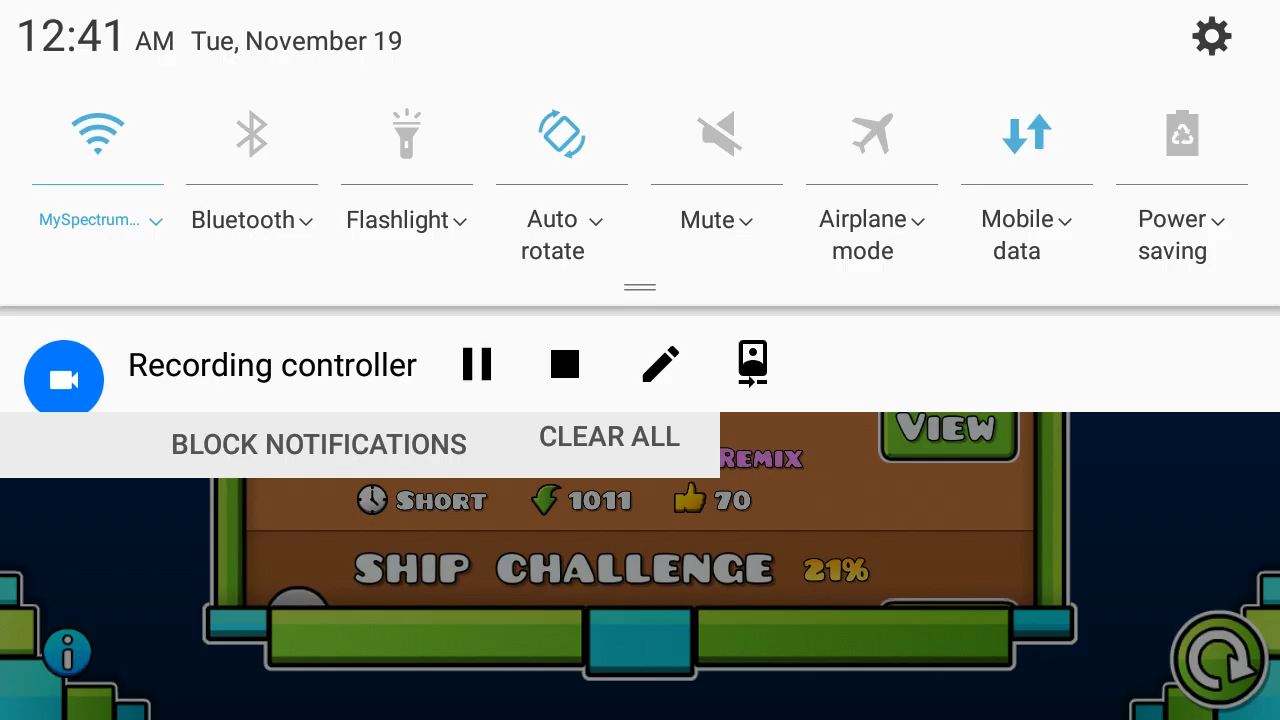 12:41 AM Tue, November 19
MySpectrum... Bluetooth Flashlight Auto rotate Mute Airplane mode Mobile data Power saving
Recording controller
BLOCK NOTIFICATIONS CLEAR ALL
VIEW
REMIX
SHORT 1011 70
SHIP CHALLENGE 21%